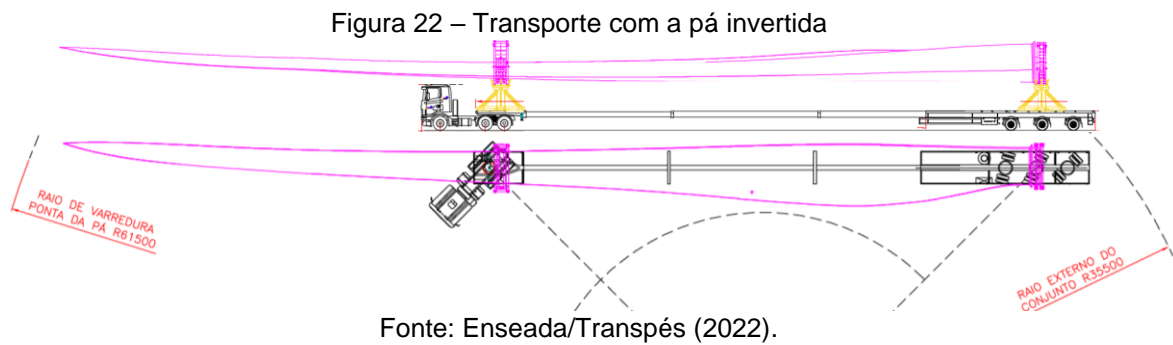 Figura 22 – Transporte com a pá invertida
RAIO DE VARREDURA
PONTA DA PÁ R61500
RAIO EXTERNO DO
CONJUNTO R35500
Fonte: Enseada/Transpés (2022).